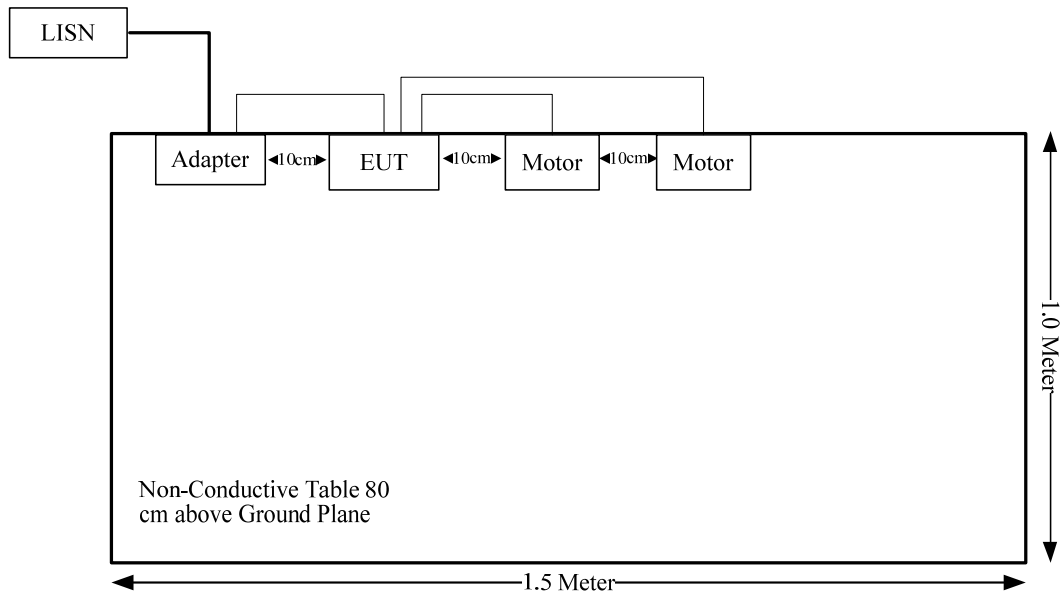 LISN
Adapter
10cm
EUT
10cm
Motor
10cm
Motor
1.0 Meter
Non-Conductive Table 80
cm above Ground Plane
1.5 Meter